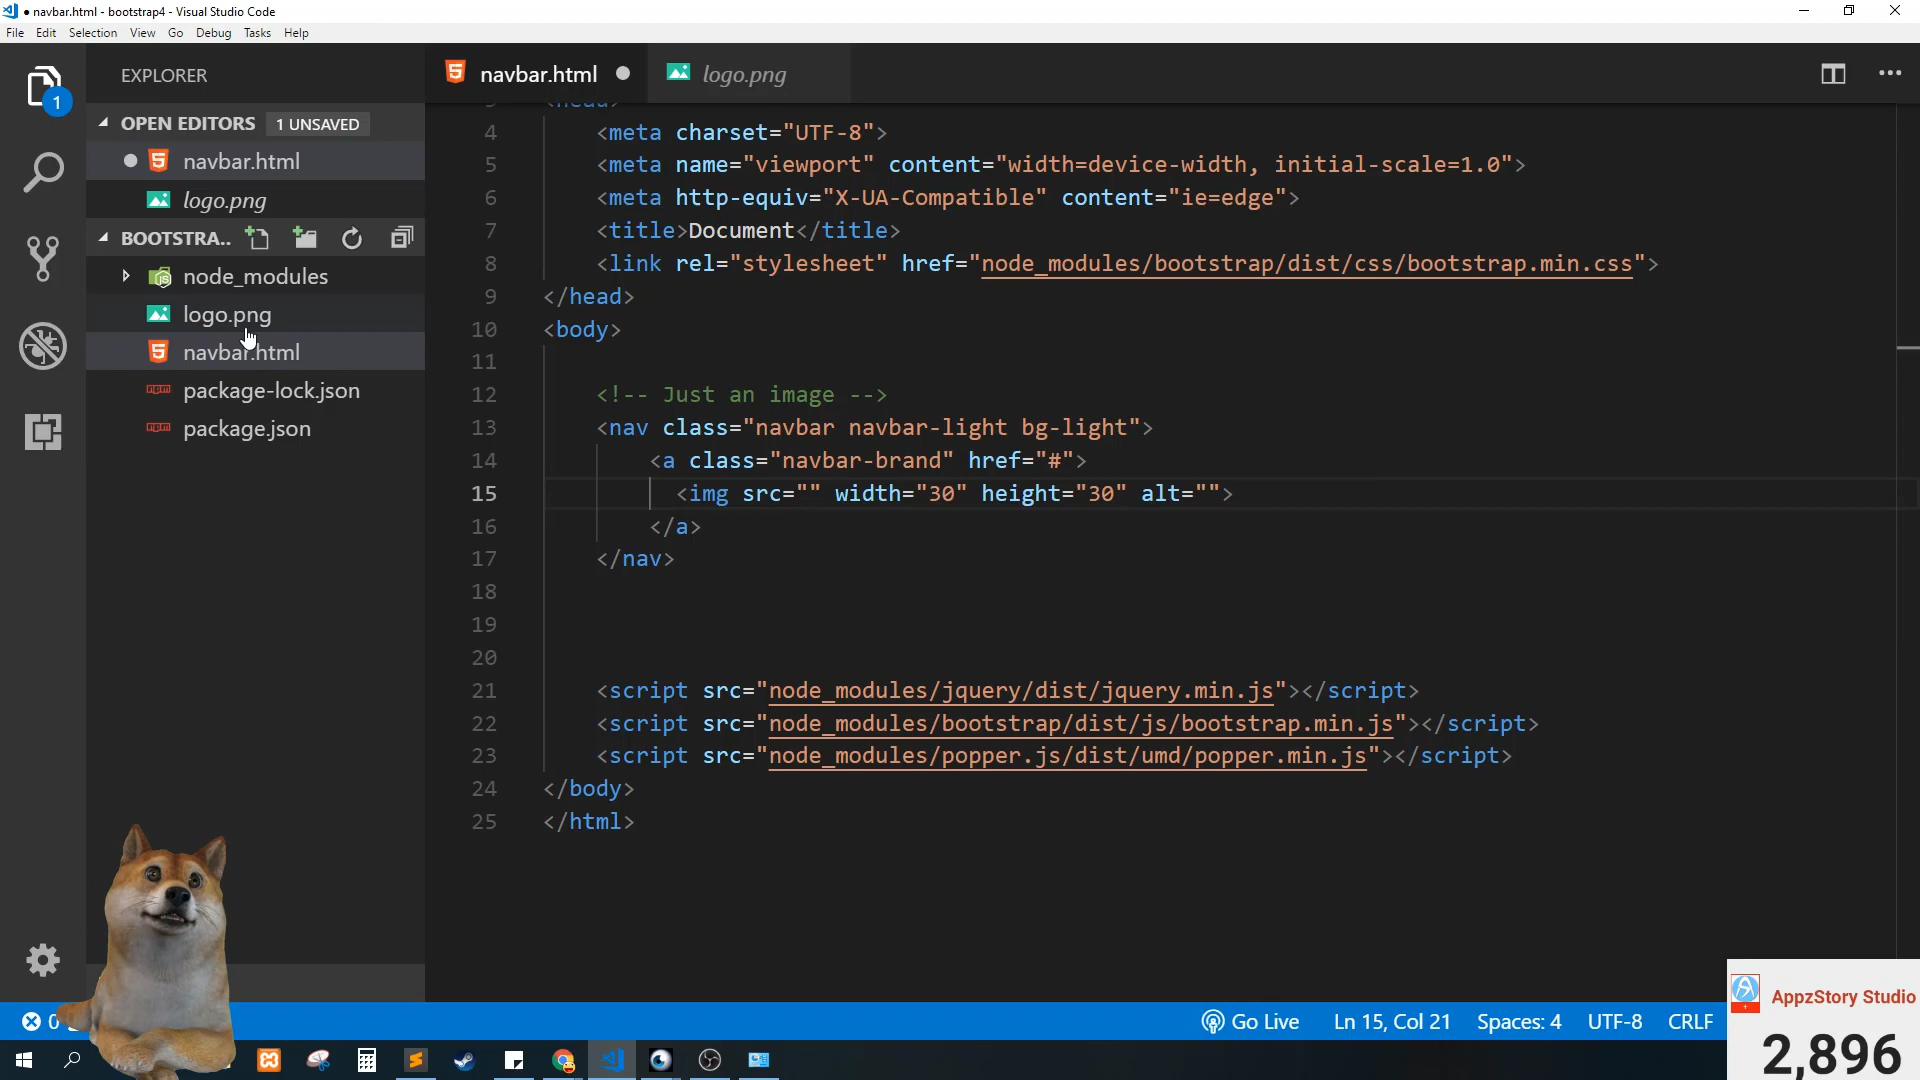 navbar.html - bootstrap4 - Visual Studio Code
File Edit Selection View Go Debug Tasks Help
EXPLORER
1
OPEN EDITORS 1 UNSAVED
navbar.html
logo.png
BOOTSTRA..
node_modules
logo.png
navbar.html
package-lock.json
package.json
navbar.html
logo.png
3 <head>
4 <meta charset="UTF-8">
5 <meta name="viewport" content="width=device-width, initial-scale=1.0">
6 <meta http-equiv="X-UA-Compatible" content="ie=edge">
7 <title>Document</title>
8 <link rel="stylesheet" href="node_modules/bootstrap/dist/css/bootstrap.min.css">
9 </head>
10 <body>
11
12 <!-- Just an image -->
13 <nav class="navbar navbar-light bg-light">
14 <a class="navbar-brand" href="#">
15 <img src="" width="30" height="30" alt="">
16 </a>
17 </nav>
18
19
20
21 <script src="node_modules/jquery/dist/jquery.min.js"></script>
22 <script src="node_modules/bootstrap/dist/js/bootstrap.min.js"></script>
23 <script src="node_modules/popper.js/dist/umd/popper.min.js"></script>
24 </body>
25 </html>
0
Go Live Ln 15, Col 21 Spaces: 4 UTF-8 CRLF
AppzStory Studio
2,896